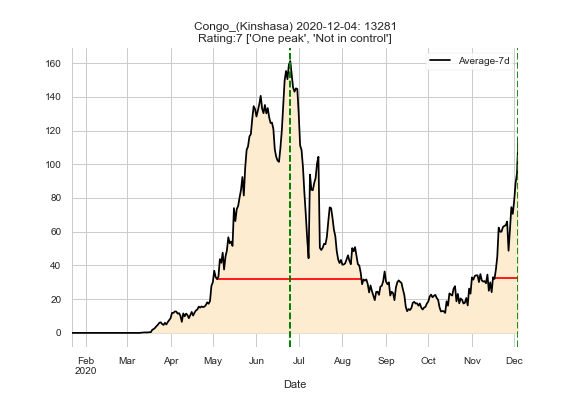 Congo_(Kinshasa) 2020-12-04: 13281
Rating:7 ['One peak', 'Not in control']
Average-7d
160
140
120
100
80
60
40
20
0
Feb Mar Apr May Jun Jul Aug Sep Oct Nov Dec
2020
Date